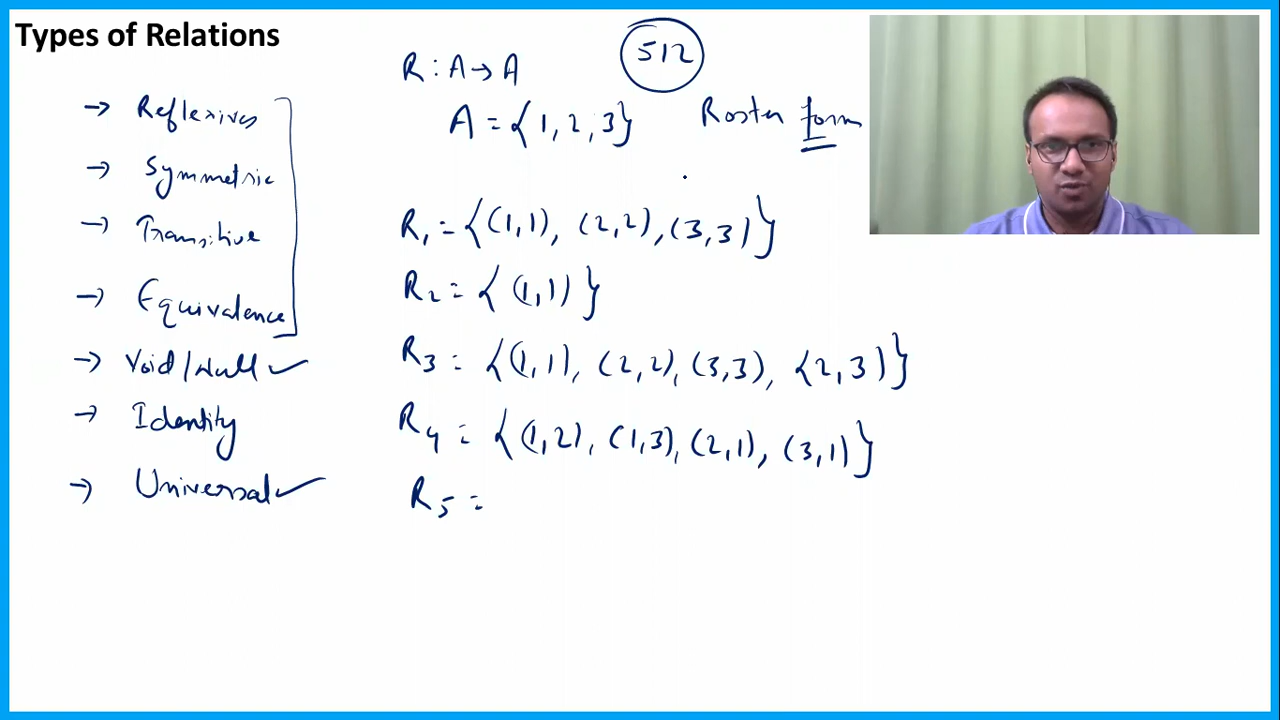 Types of Relations
→ Reflexives
→ Symmetric
→ Transitive
→ Equivalence
→ Void/Null ✓
→ Identity
→ Universal ✓
R : A → A
512
A = {1, 2, 3}
Roster form
R₁ = {(1,1), (2,2), (3,3)}
R₂ = {(1,1)}
R₃ = {(1,1), (2,2), (3,3), {2,3)}
R₄ = {(1,2), (1,3), (2,1), (3,1)}
R₅ =